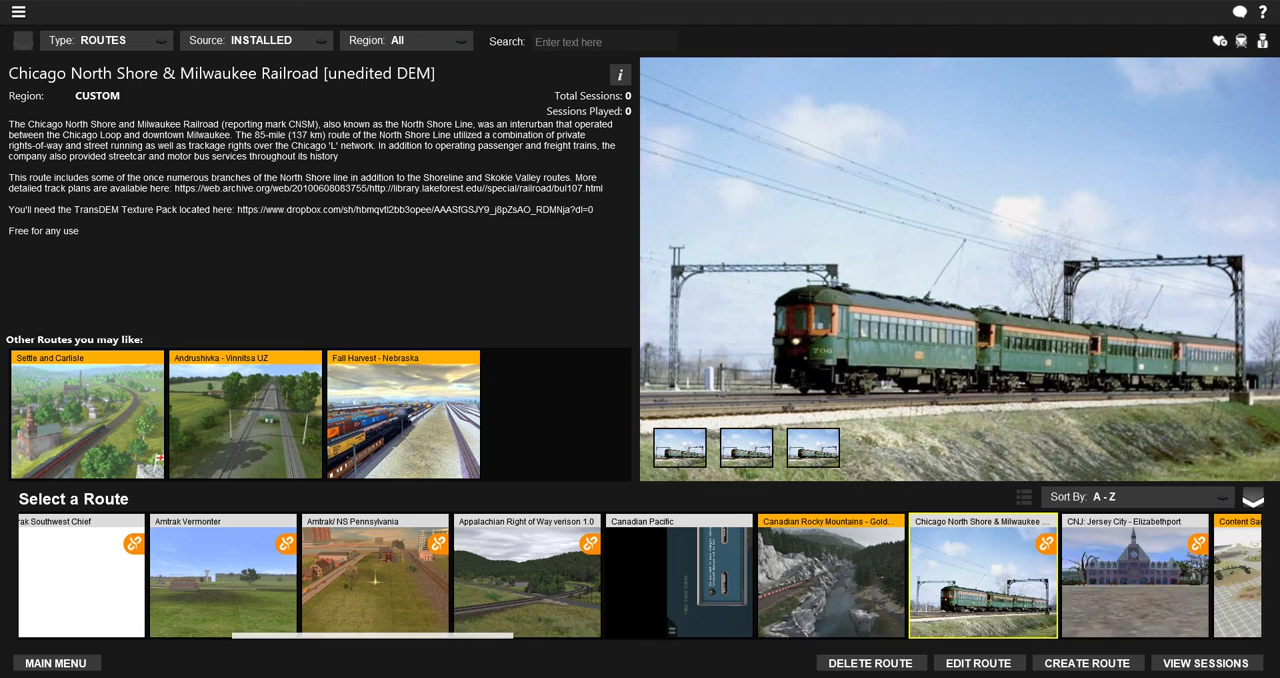 Type: ROUTES
Source: INSTALLED
Region: All
Search: Enter text here
Chicago North Shore & Milwaukee Railroad [unedited DEM]
i
Region: CUSTOM
Total Sessions: 0
Sessions Played: 0
The Chicago North Shore and Milwaukee Railroad (reporting mark CNSM), also known as the North Shore Line, was an interurban that operated
between the Chicago Loop and downtown Milwaukee. The 85-mile (137 km) route of the North Shore Line utilized a combination of private
rights-of-way and street running as well as trackage rights over the Chicago 'L' network. In addition to operating passenger and freight trains, the
company also provided streetcar and motor bus services throughout its history
This route includes some of the once numerous branches of the North Shore line in addition to the Shoreline and Skokie Valley routes. More
detailed track plans are available here: https://web.archive.org/web/20100608083755/http://library.lakeforest.edu//special/railroad/bul107.html
You'll need the TransDEM Texture Pack located here: https://www.dropbox.com/sh/hbmqvtl2bb3opee/AAASfGSJY9_j8pZsAO_RDMNja?dl=0
Free for any use
706
Other Routes you may like:
Settle and Carlisle
Andrushivka - Vinnitsa UZ
Fall Harvest - Nebraska
Select a Route
Sort By: A - Z
rak Southwest Chief
Amtrak Vermonter
Amtrak/ NS Pennsylvania
Appalachian Right of Way verison 1.0
Canadian Pacific
Canadian Rocky Mountains - Gold...
Chicago North Shore & Milwaukee ...
CNJ: Jersey City - Elizabethport
Content Sa
MAIN MENU
DELETE ROUTE
EDIT ROUTE
CREATE ROUTE
VIEW SESSIONS